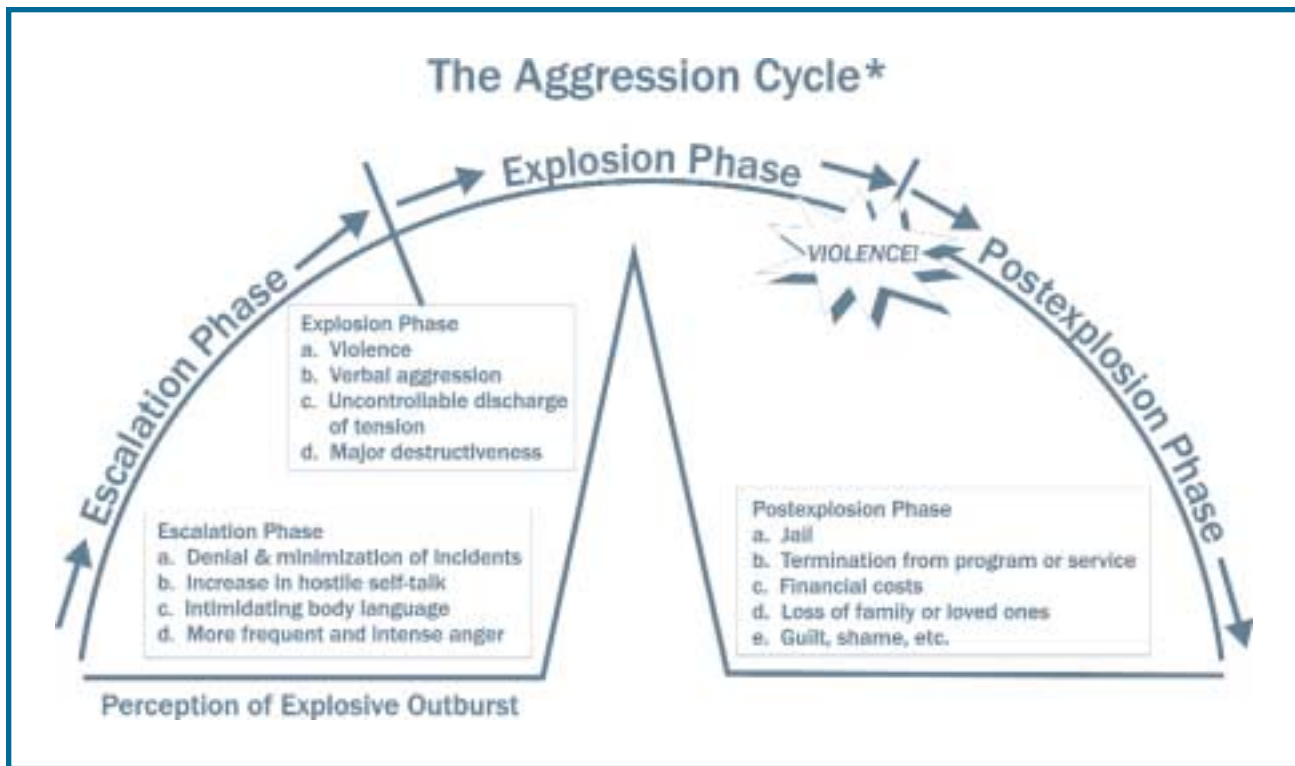 The Aggression Cycle*
Escalation Phase
Explosion Phase
Postexplosion Phase
VIOLENCE!
Explosion Phase
a. Violence
b. Verbal aggression
c. Uncontrollable discharge
of tension
d. Major destructiveness
Escalation Phase
a. Denial & minimization of incidents
b. Increase in hostile self-talk
c. Intimidating body language
d. More frequent and intense anger
Postexplosion Phase
a. Jail
b. Termination from program or service
c. Financial costs
d. Loss of family or loved ones
e. Guilt, shame, etc.
Perception of Explosive Outburst